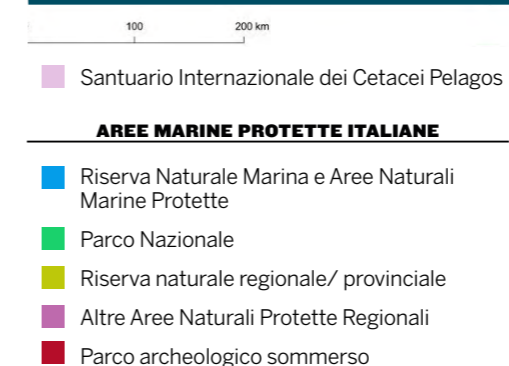 100 200 km
Santuario Internazionale dei Cetacei Pelagos
AREE MARINE PROTETTE ITALIANE
Riserva Naturale Marina e Aree Naturali
Marine Protette
Parco Nazionale
Riserva naturale regionale/ provinciale
Altre Aree Naturali Protette Regionali
Parco archeologico sommerso